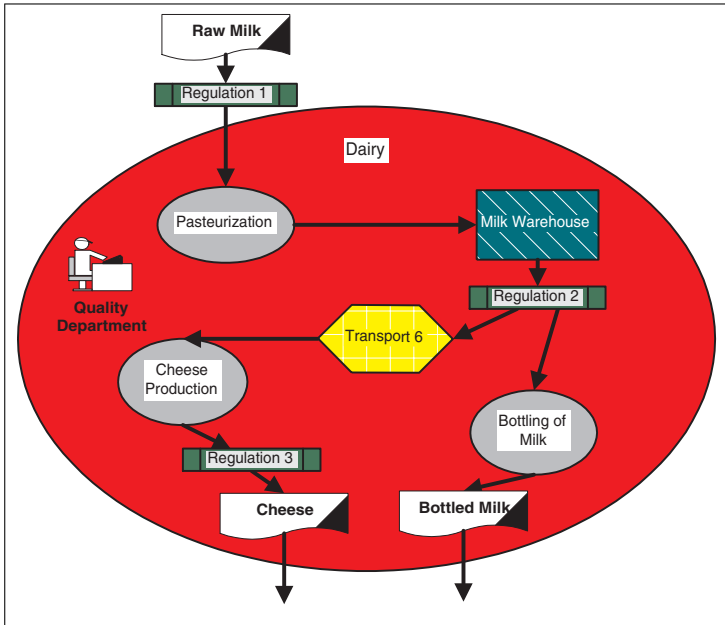 Raw Milk
Regulation 1
Dairy
Pasteurization
Milk Warehouse
Quality
Department
Regulation 2
Transport 6
Cheese
Production
Bottling of
Milk
Regulation 3
Cheese
Bottled Milk